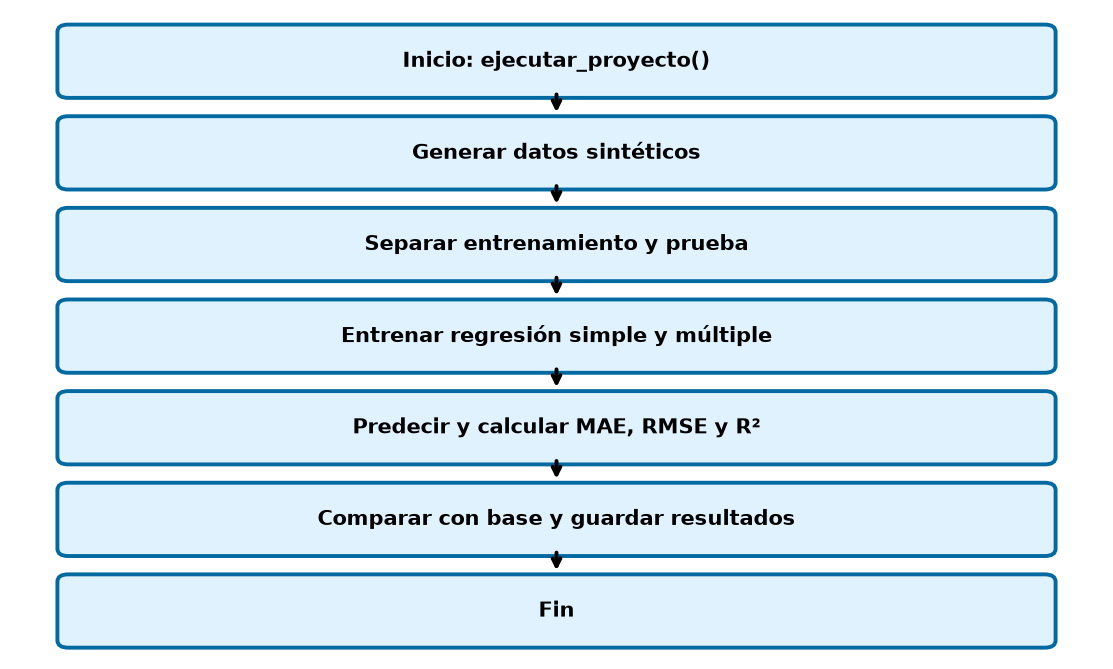 Inicio: ejecutar_proyecto()
Generar datos sintéticos
Separar entrenamiento y prueba
Entrenar regresión simple y múltiple
Predecir y calcular MAE, RMSE y R²
Comparar con base y guardar resultados
Fin